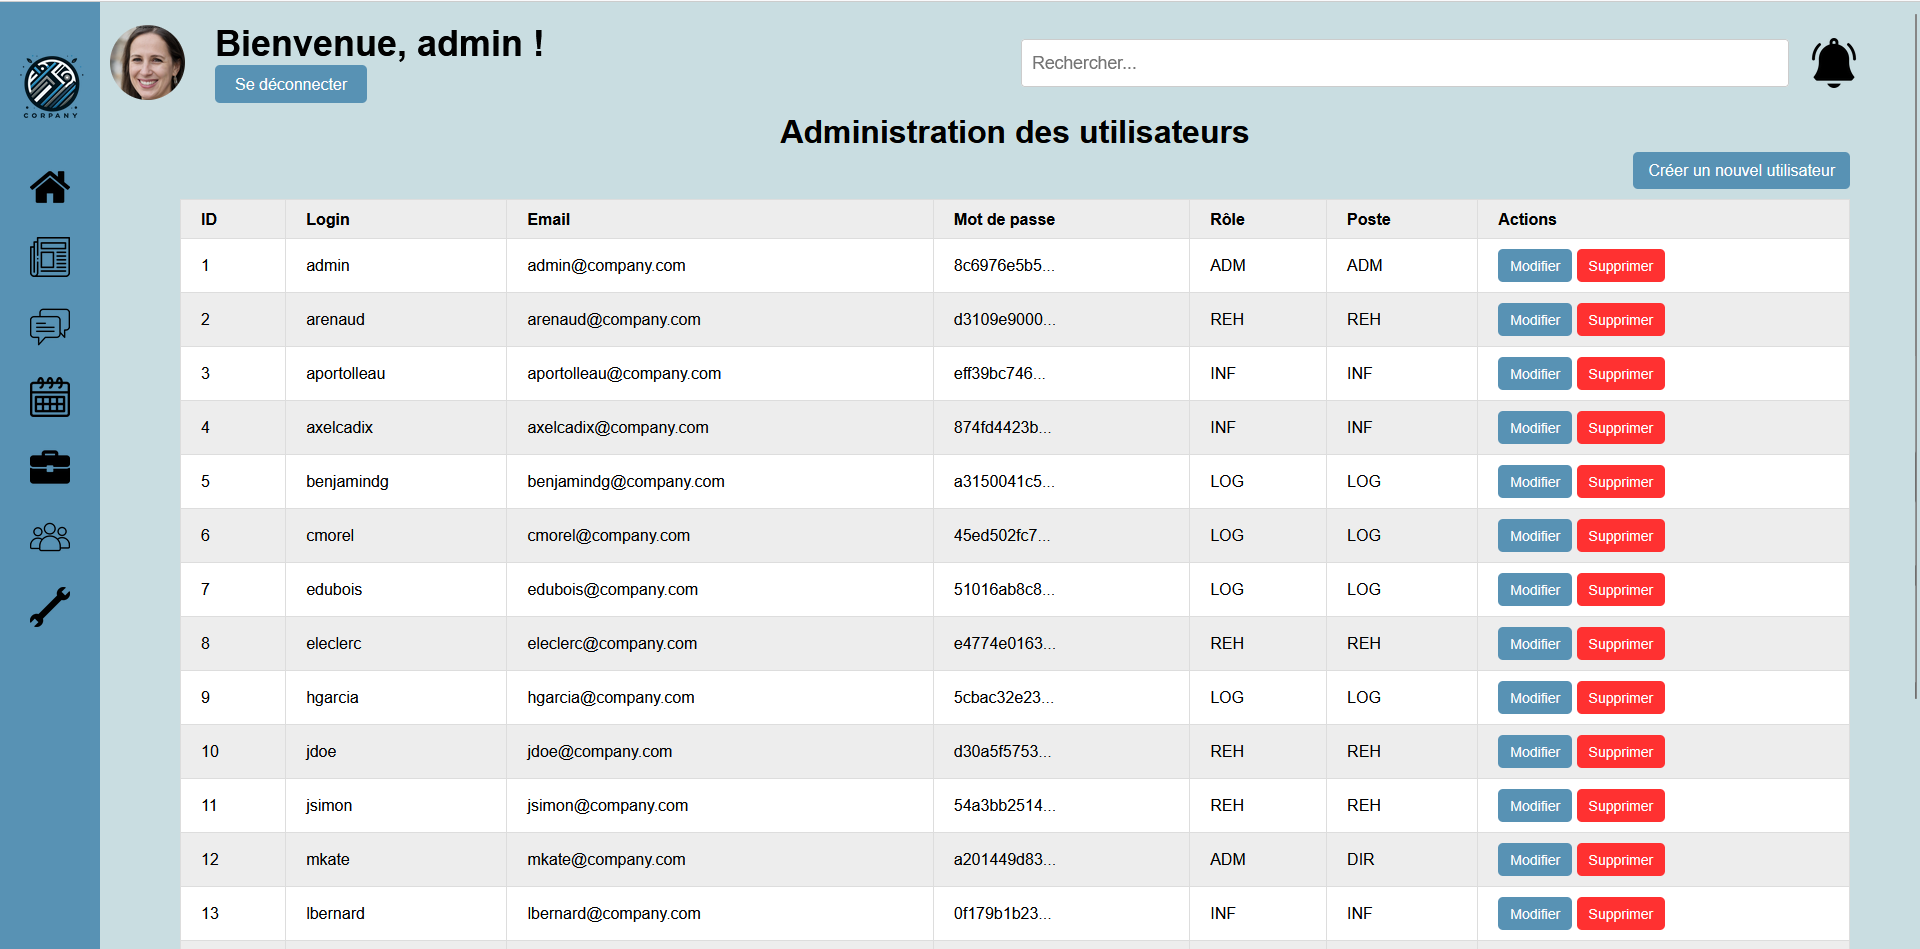 CORPANY
Bienvenue, admin !
Se déconnecter
Rechercher...
Administration des utilisateurs
Créer un nouvel utilisateur
ID Login Email Mot de passe Rôle Poste Actions
1 admin admin@company.com 8c6976e5b5... ADM ADM Modifier Supprimer
2 arenaud arenaud@company.com d3109e9000... REH REH Modifier Supprimer
3 aportolleau aportolleau@company.com eff39bc746... INF INF Modifier Supprimer
4 axelcadix axelcadix@company.com 874fd4423b... INF INF Modifier Supprimer
5 benjamindg benjamindg@company.com a3150041c5... LOG LOG Modifier Supprimer
6 cmorel cmorel@company.com 45ed502fc7... LOG LOG Modifier Supprimer
7 edubois edubois@company.com 51016ab8c8... LOG LOG Modifier Supprimer
8 eleclerc eleclerc@company.com e4774e0163... REH REH Modifier Supprimer
9 hgarcia hgarcia@company.com 5cbac32e23... LOG LOG Modifier Supprimer
10 jdoe jdoe@company.com d30a5f5753... REH REH Modifier Supprimer
11 jsimon jsimon@company.com 54a3bb2514... REH REH Modifier Supprimer
12 mkate mkate@company.com a201449d83... ADM DIR Modifier Supprimer
13 lbernard lbernard@company.com 0f179b1b23... INF INF Modifier Supprimer